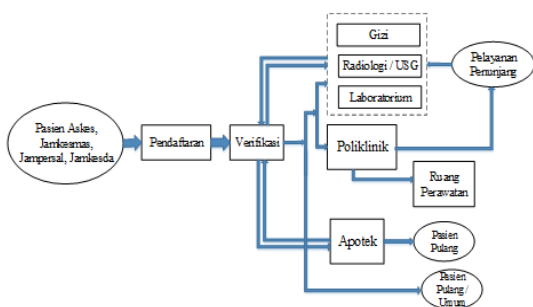 Gizi
Radiologi / USG
Laboratorium
Pelayanan
Penunjang
Pasien Askes,
Jamkesmas,
Jampersal, Jamkesda
Pendaftaran
Verifikasi
Poliklinik
Ruang
Perawatan
Apotek
Pasien
Pulang
Pasien
Pulang /
Umum